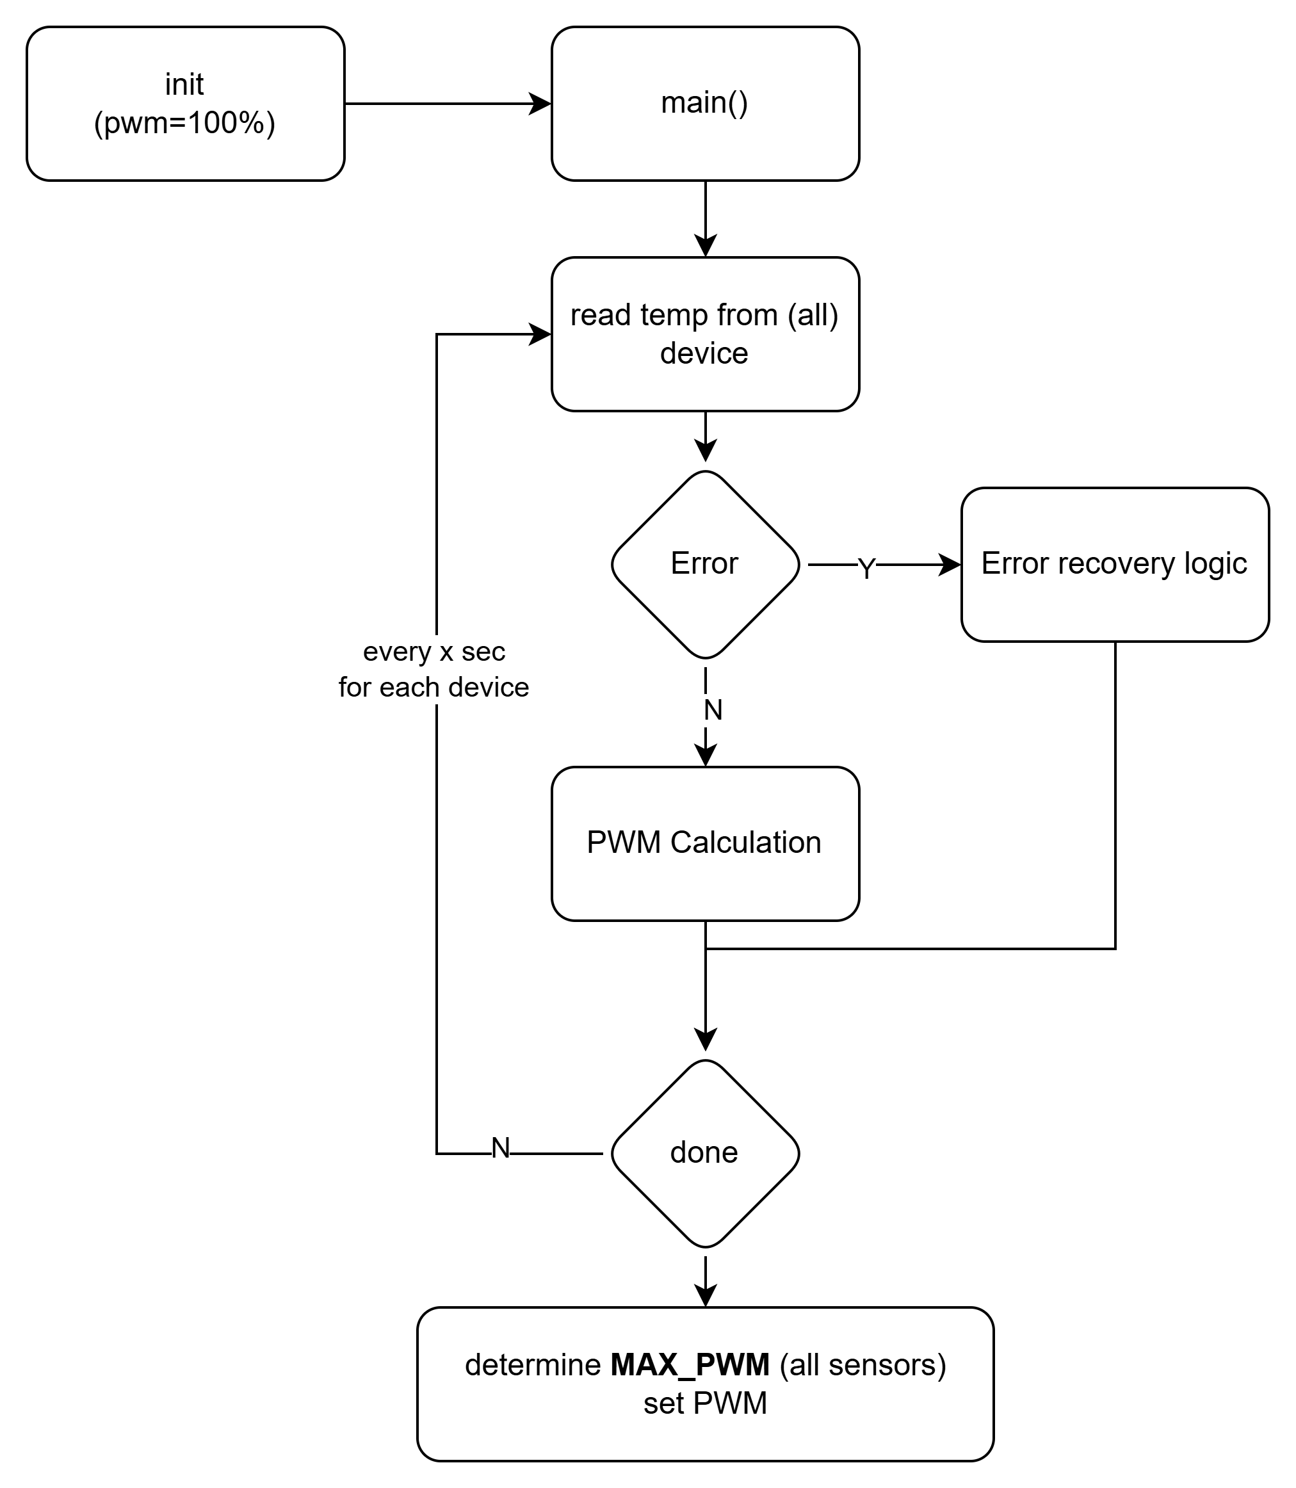 init
(pwm=100%)
main()
read temp from (all)
device
Error
Y
Error recovery logic
N
every x sec
for each device
PWM Calculation
done
N
determine MAX_PWM (all sensors)
set PWM